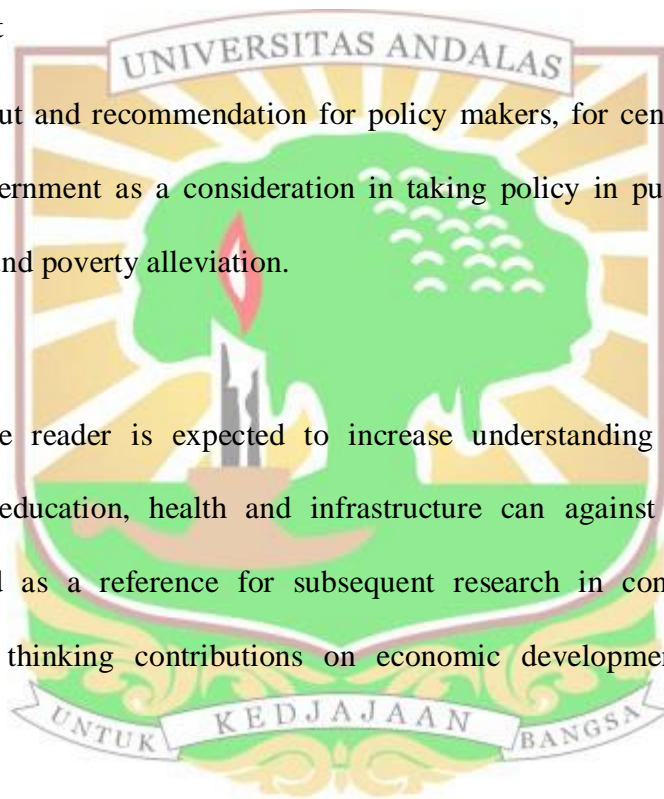 t
UNIVERSITAS ANDALAS
ut and recommendation for policy makers, for cen
ernment as a consideration in taking policy in pu
nd poverty alleviation.
e reader is expected to increase understanding
education, health and infrastructure can against
d as a reference for subsequent research in con
thinking contributions on economic developmen
UNTUK KEDJAJAAN BANGSA